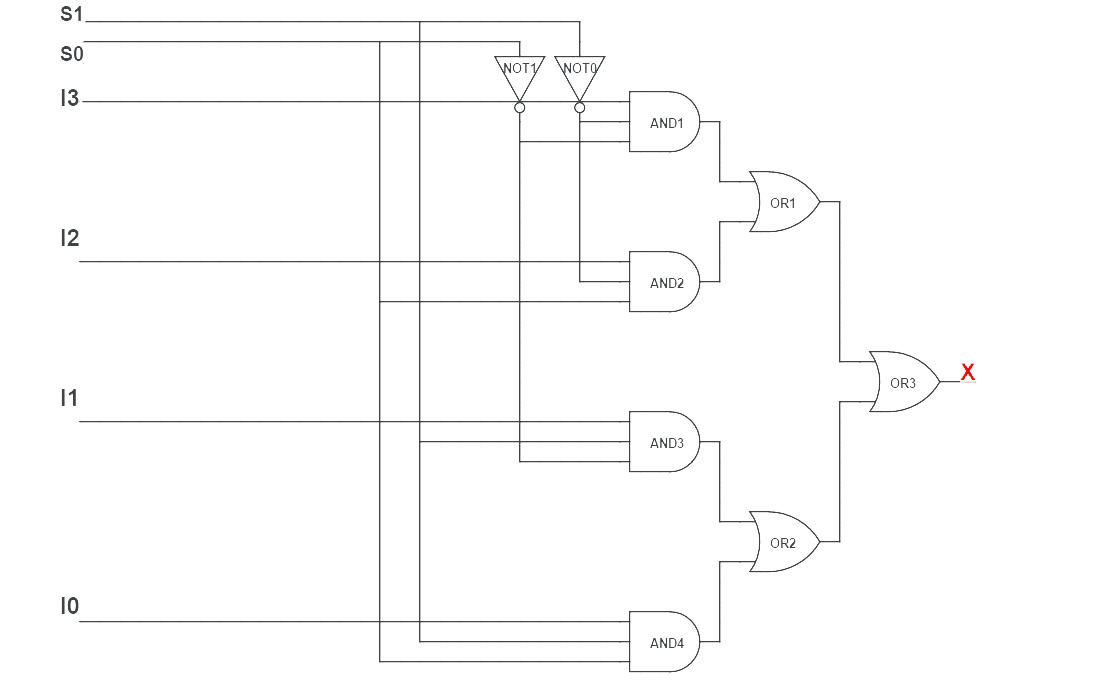 S1
S0
NOT1 NOT0
I3
AND1
OR1
I2
AND2
X
OR3
I1
AND3
OR2
I0
AND4